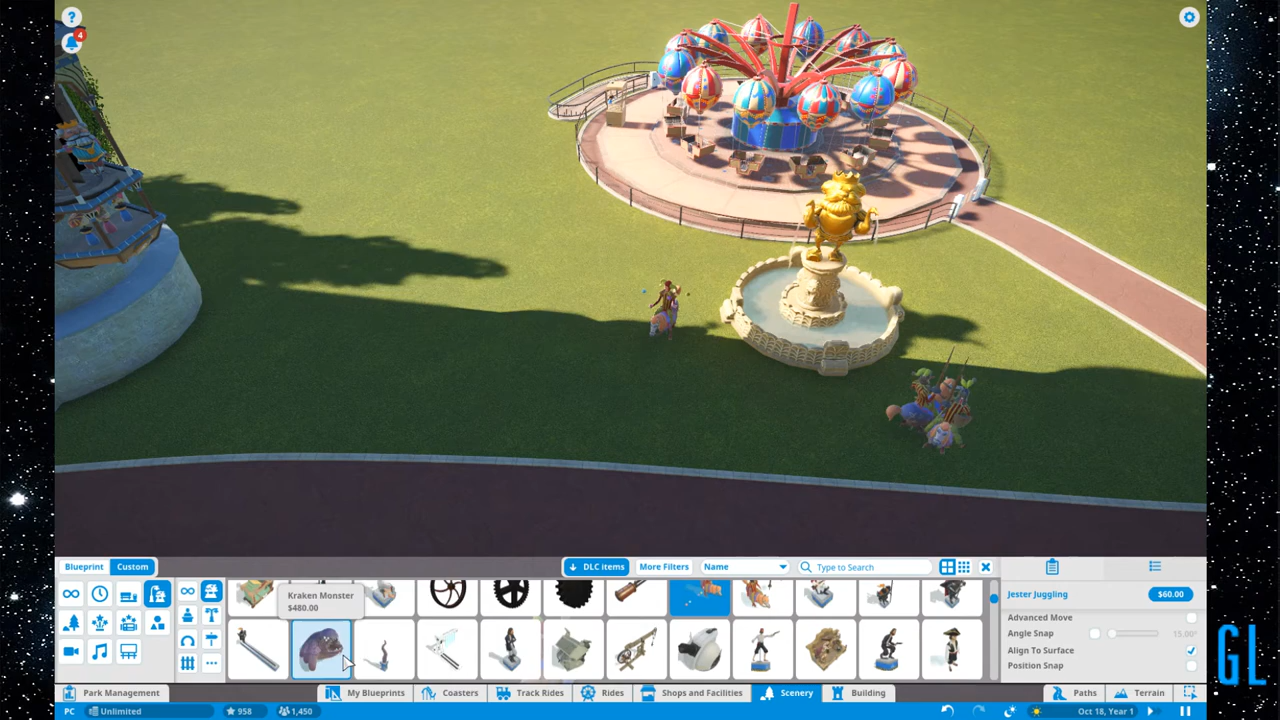 ?
4
Kraken Monster
$480.00
Blueprint Custom
DLC items More Filters Name Type to Search
Jester Juggling $60.00
Advanced Move
Angle Snap 15.00°
Align To Surface
Position Snap
Park Management My Blueprints Coasters Track Rides Rides Shops and Facilities Scenery Building Paths Terrain
PC Unlimited 958 1,450 Oct 18, Year 1
GL